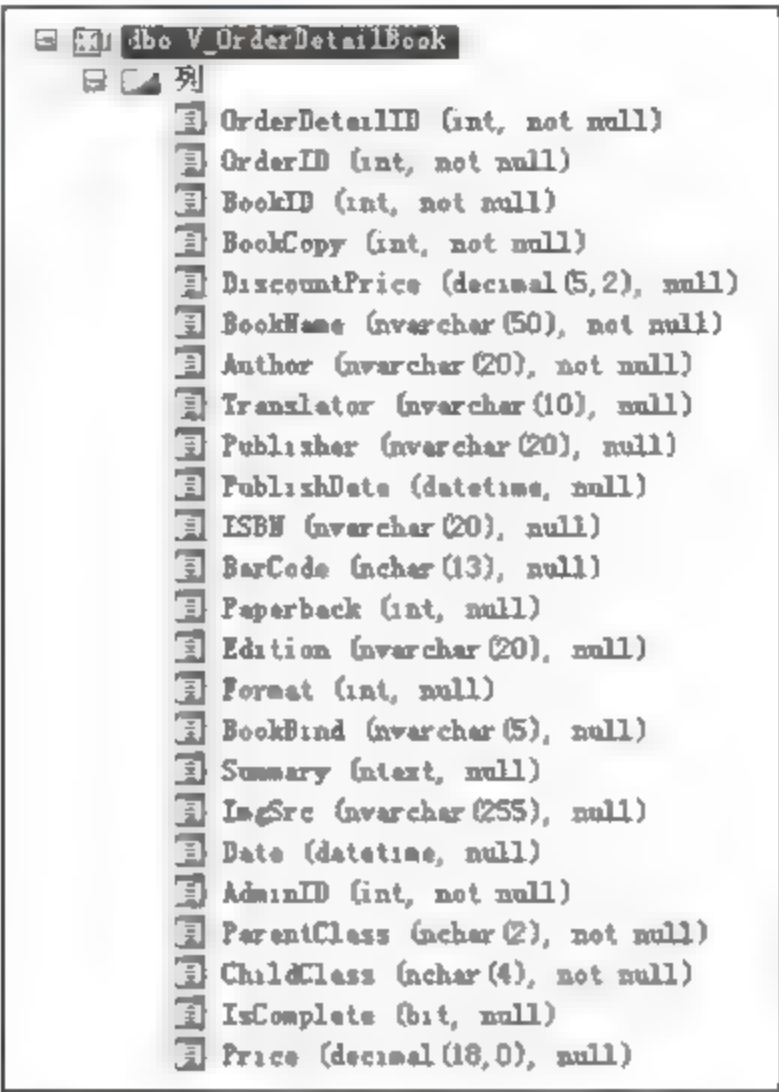 dbo V_OrderDetailBook
列
OrderDetailID (int, not null)
OrderID (int, not null)
BookID (int, not null)
BookCopy (int, not null)
DiscountPrice (decimal(5,2), null)
BookName (nvarchar(50), not null)
Author (nvarchar(20), not null)
Translator (nvarchar(10), null)
Publisher (nvarchar(20), null)
PublishDate (datetime, null)
ISBN (nvarchar(20), null)
BarCode (nchar(13), null)
Paperback (int, null)
Edition (nvarchar(20), null)
Format (int, null)
BookBind (nvarchar(5), null)
Summary (ntext, null)
ImgSrc (nvarchar(255), null)
Date (datetime, null)
AdminID (int, not null)
ParentClass (nchar(2), not null)
ChildClass (nchar(4), not null)
IsComplete (bit, null)
Price (decimal(18,0), null)